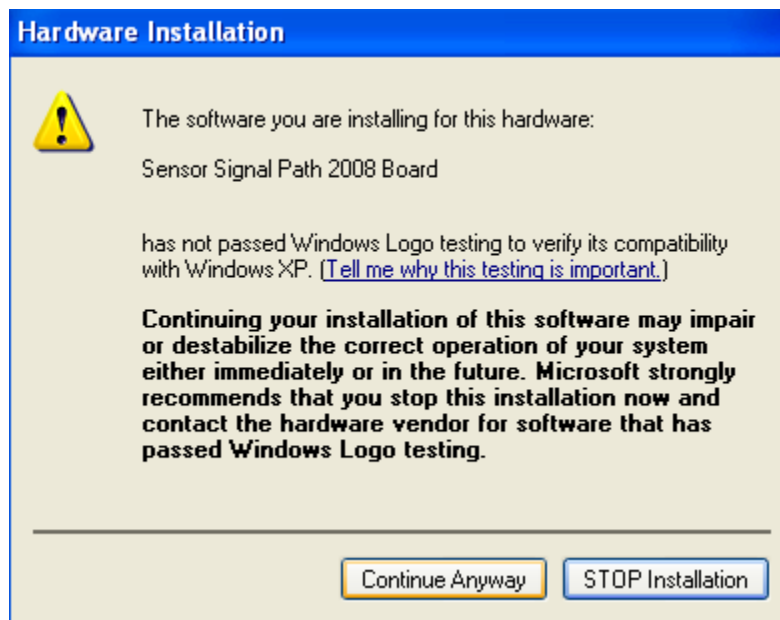 Hardware Installation
The software you are installing for this hardware:
Sensor Signal Path 2008 Board
has not passed Windows Logo testing to verify its compatibility
with Windows XP. (Tell me why this testing is important.)
Continuing your installation of this software may impair
or destabilize the correct operation of your system
either immediately or in the future. Microsoft strongly
recommends that you stop this installation now and
contact the hardware vendor for software that has
passed Windows Logo testing.
Continue Anyway
STOP Installation